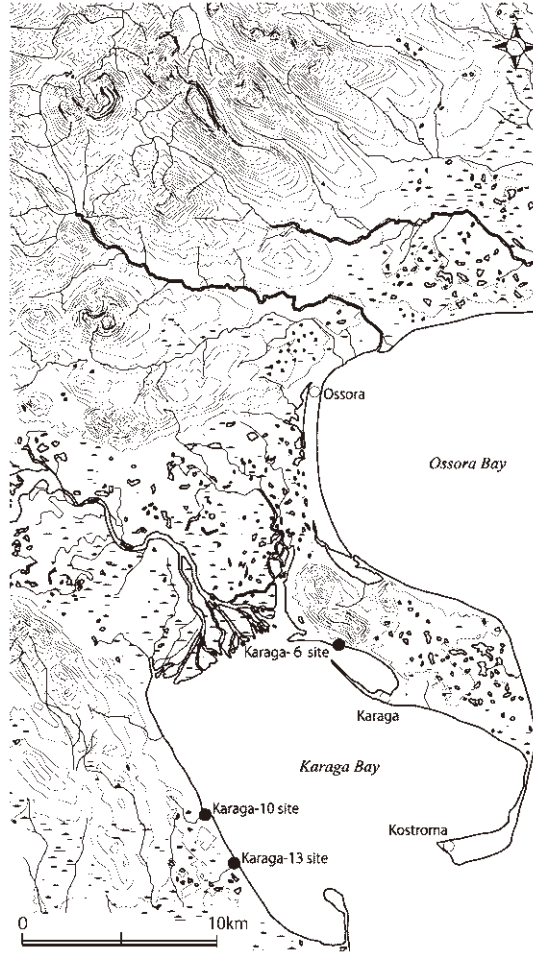 Ossora
Ossora Bay
Karaga- 6 site
Karaga
Karaga Bay
Karaga-10 site
Kostroma
Karaga-13 site
0 10km